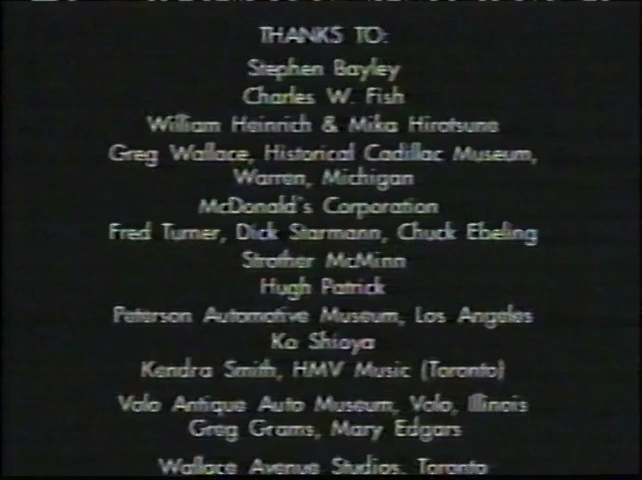 THANKS TO:
Stephen Bayley
Charles W. Fish
William Heinrich & Mika Hirotsune
Greg Wallace, Historical Cadillac Museum,
Warren, Michigan
McDonald's Corporation
Fred Turner, Dick Starmann, Chuck Ebeling
Strother McMinn
Hugh Patrick
Peterson Automotive Museum, Los Angeles
Ko Shioya
Kendra Smith, HMV Music (Toronto)
Volo Antique Auto Museum, Volo, Illinois
Greg Grams, Mary Edgars
Wallace Avenue Studios, Toronto